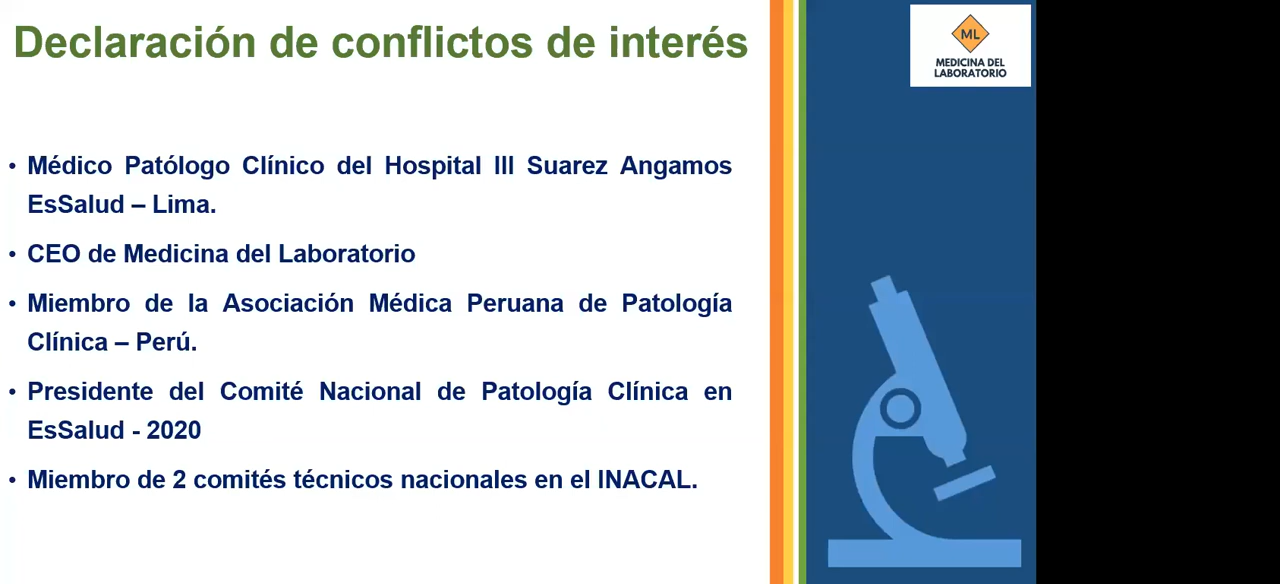 Declaración de conflictos de interés
ML
MEDICINA DEL
LABORATORIO
• Médico Patólogo Clínico del Hospital III Suarez Angamos
EsSalud – Lima.
• CEO de Medicina del Laboratorio
• Miembro de la Asociación Médica Peruana de Patología
Clínica – Perú.
• Presidente del Comité Nacional de Patología Clínica en
EsSalud - 2020
• Miembro de 2 comités técnicos nacionales en el INACAL.